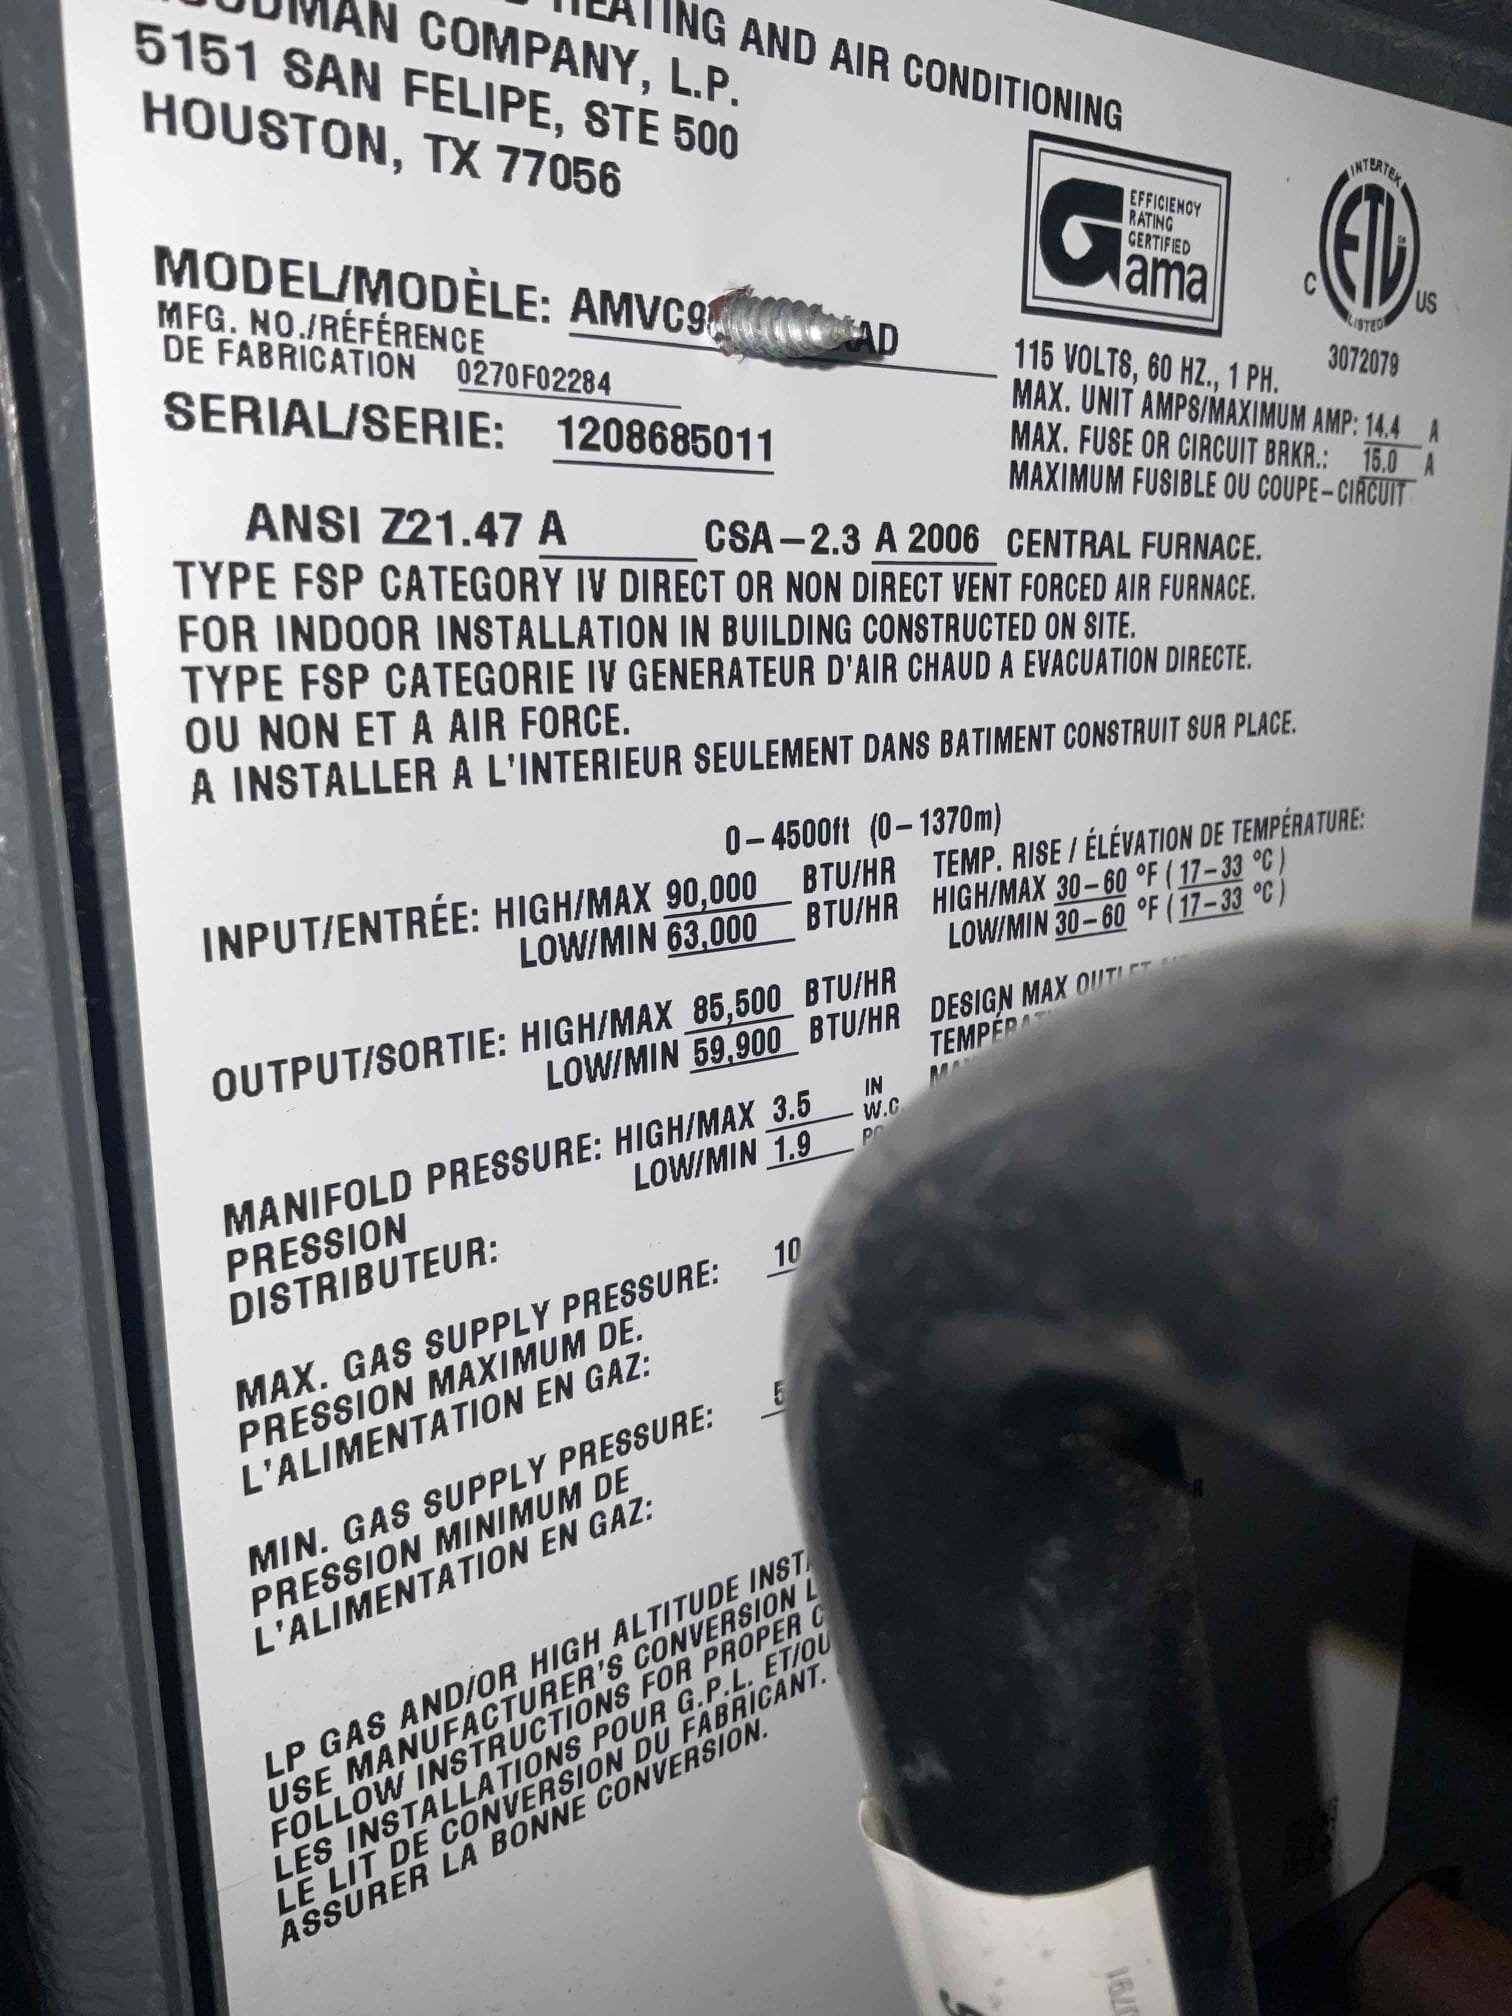 HEATING AND AIR CONDITIONING
COMPANY, L.P.
5151 SAN FELIPE, STE 500
HOUSTON, TX 77056
EFFICIENCY
RATING
CERTIFIED
gama
INTERTEK
ETL
C US
LISTED
3072079
MODEL/MODÈLE:
MFG. NO./RÉFÉRENCE
DE FABRICATION 0270F02284
SERIAL/SERIE: 1208685011
115 VOLTS, 60 HZ., 1 PH.
MAX. UNIT AMPS/MAXIMUM AMP: 14.4 A
MAX. FUSE OR CIRCUIT BRKR.: 15.0 A
MAXIMUM FUSIBLE OU COUPE-CIRCUIT
ANSI Z21.47 A CSA-2.3 A 2006 CENTRAL FURNACE.
TYPE FSP CATEGORY IV DIRECT OR NON DIRECT VENT FORCED AIR FURNACE.
FOR INDOOR INSTALLATION IN BUILDING CONSTRUCTED ON SITE.
TYPE FSP CATEGORIE IV GENERATEUR D'AIR CHAUD A EVACUATION DIRECTE.
OU NON ET A AIR FORCE.
A INSTALLER A L'INTERIEUR SEULEMENT DANS BATIMENT CONSTRUIT SUR PLACE.
0-4500ft (0-1370m)
INPUT/ENTRÉE: HIGH/MAX 90,000 BTU/HR
LOW/MIN 63,000 BTU/HR
TEMP. RISE / ÉLÉVATION DE TEMPÉRATURE:
HIGH/MAX 30-60 °F (17-33 °C)
LOW/MIN 30-60 °F (17-33 °C)
OUTPUT/SORTIE: HIGH/MAX 85,500 BTU/HR
LOW/MIN 59,900 BTU/HR
DESIGN MAX
MANIFOLD PRESSURE: HIGH/MAX 3.5 IN
LOW/MIN 1.9 W.C.
PRESSION
DISTRIBUTEUR:
MAX. GAS SUPPLY PRESSURE: 10
PRESSION MAXIMUM DE.
L'ALIMENTATION EN GAZ:
MIN. GAS SUPPLY PRESSURE:
PRESSION MINIMUM DE
L'ALIMENTATION EN GAZ:
LP GAS AND/OR HIGH ALTITUDE
USE MANUFACTURER'S CONVERSION
FOLLOW INSTRUCTIONS FOR PROPER
LES INSTALLATIONS POUR G.P.L. ET/OU
LE LIT DE CONVERSION DU FABRICANT.
ASSURER LA BONNE CONVERSION.